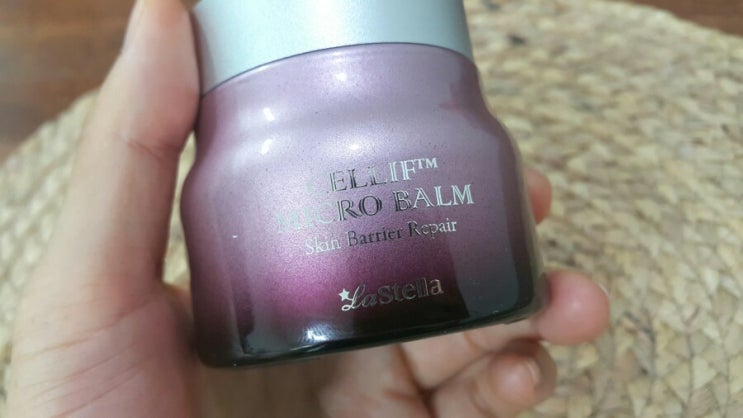 CELLIF™
MICRO BALM
Skin Barrier Repair
LaStella